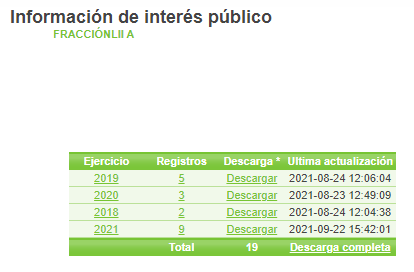 Información de interés público
FRACCIÓNLII A
Ejercicio Registros Descarga * Ultima actualización
2019 5 Descargar 2021-08-24 12:06:04
2020 3 Descargar 2021-08-23 12:49:09
2018 2 Descargar 2021-08-24 12:04:38
2021 9 Descargar 2021-09-22 15:42:01
Total 19 Descarga completa